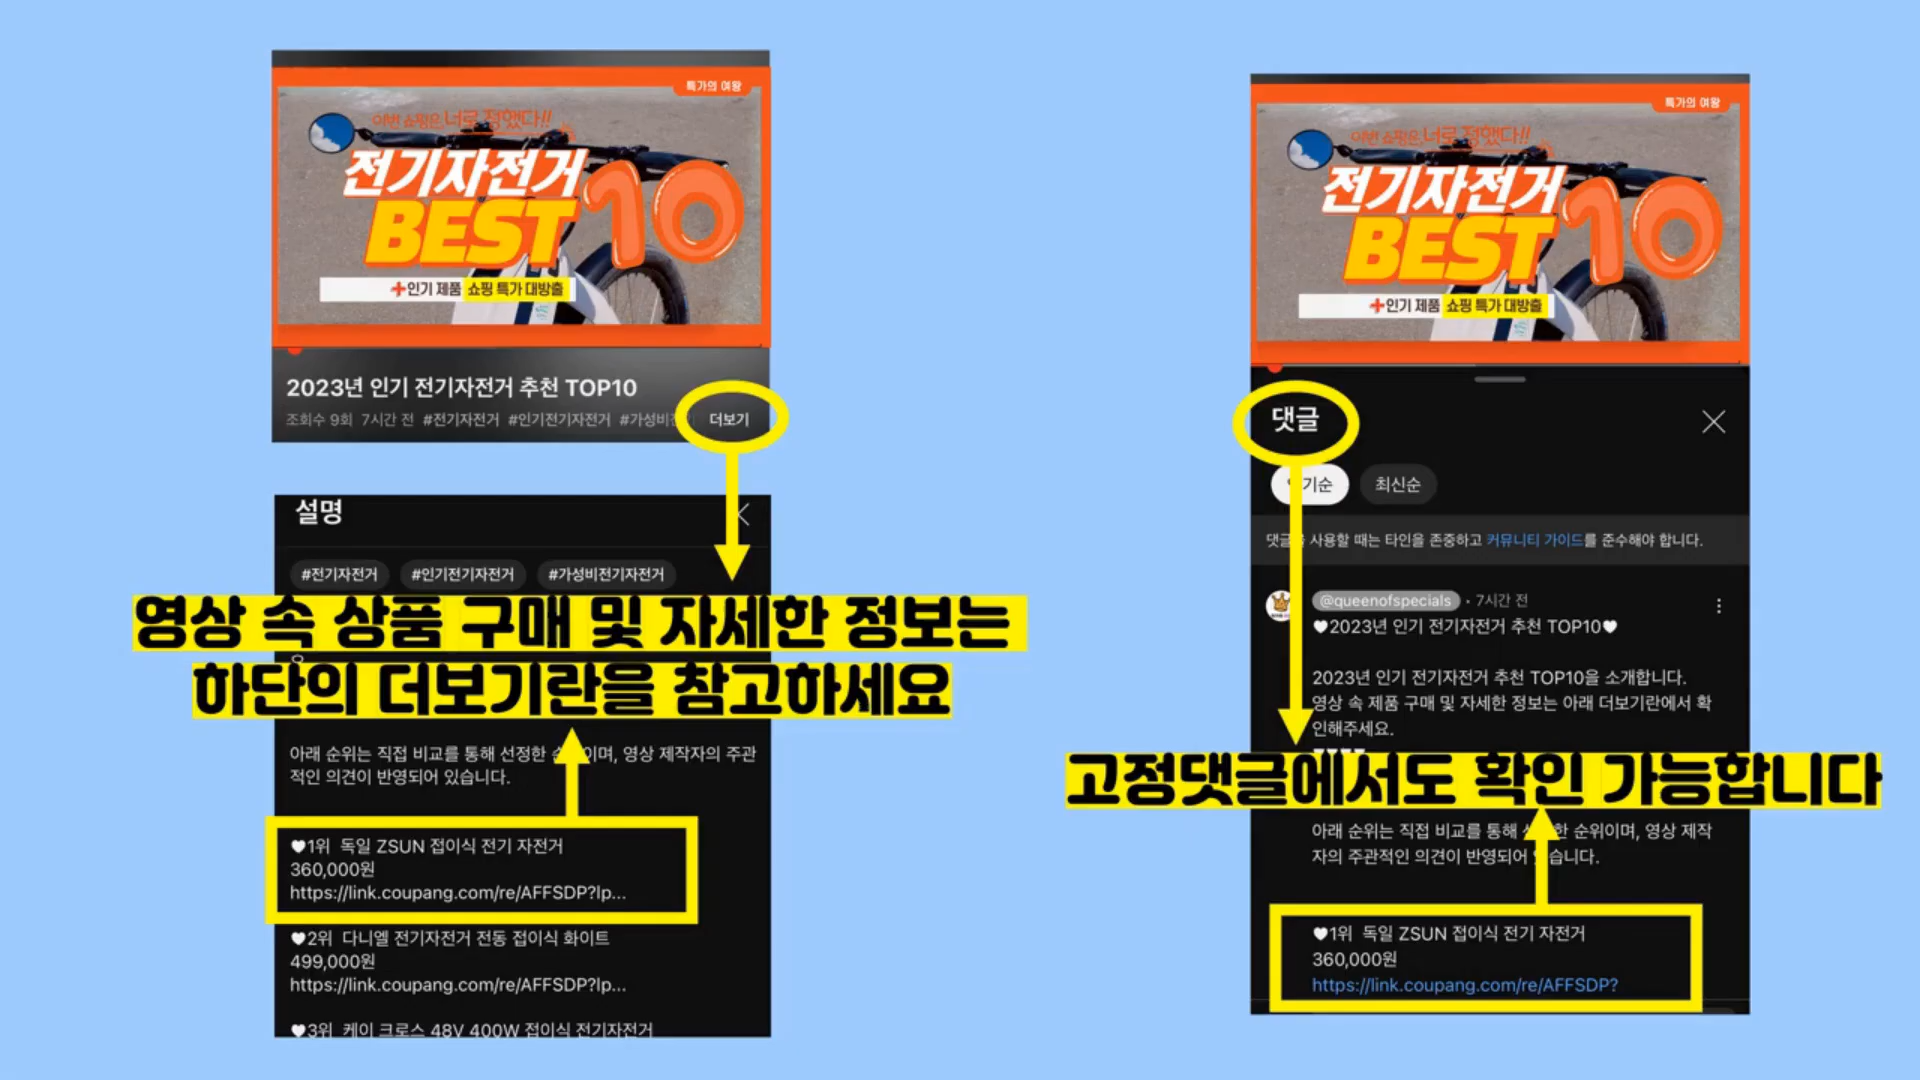 특가의 여왕
이번 쇼핑은 너로 정했다!!
전기자전거
BEST 10
+인기 제품 쇼핑 특가 대방출
2023년 인기 전기자전거 추천 TOP10
조회수 9회 7시간 전 #전기자전거 #인기전기자전거 #가성비전 더보기
설명
#전기자전거 #인기전기자전거 #가성비전기자전거
영상 속 상품 구매 및 자세한 정보는
하단의 더보기란을 참고하세요
아래 순위는 직접 비교를 통해 선정한 순위이며, 영상 제작자의 주관
적인 의견이 반영되어 있습니다.
♥1위 독일 ZSUN 접이식 전기 자전거
360,000원
https://link.coupang.com/re/AFFSDP?lp...
♥2위 다니엘 전기자전거 전동 접이식 화이트
499,000원
https://link.coupang.com/re/AFFSDP?lp...
♥3위 케이 크로스 48V 400W 접이식 전기자전거
특가의 여왕
이번 쇼핑은 너로 정했다!!
전기자전거
BEST 10
+인기 제품 쇼핑 특가 대방출
댓글
인기순 최신순
댓글을 사용할 때는 타인을 존중하고 커뮤니티 가이드를 준수해야 합니다.
@queenofspecials · 7시간 전
♥2023년 인기 전기자전거 추천 TOP10♥
2023년 인기 전기자전거 추천 TOP10을 소개합니다.
영상 속 제품 구매 및 자세한 정보는 아래 더보기란에서 확
인해주세요.
고정댓글에서도 확인 가능합니다
아래 순위는 직접 비교를 통해 선정한 순위이며, 영상 제작
자의 주관적인 의견이 반영되어 있습니다.
♥1위 독일 ZSUN 접이식 전기 자전거
360,000원
https://link.coupang.com/re/AFFSDP?